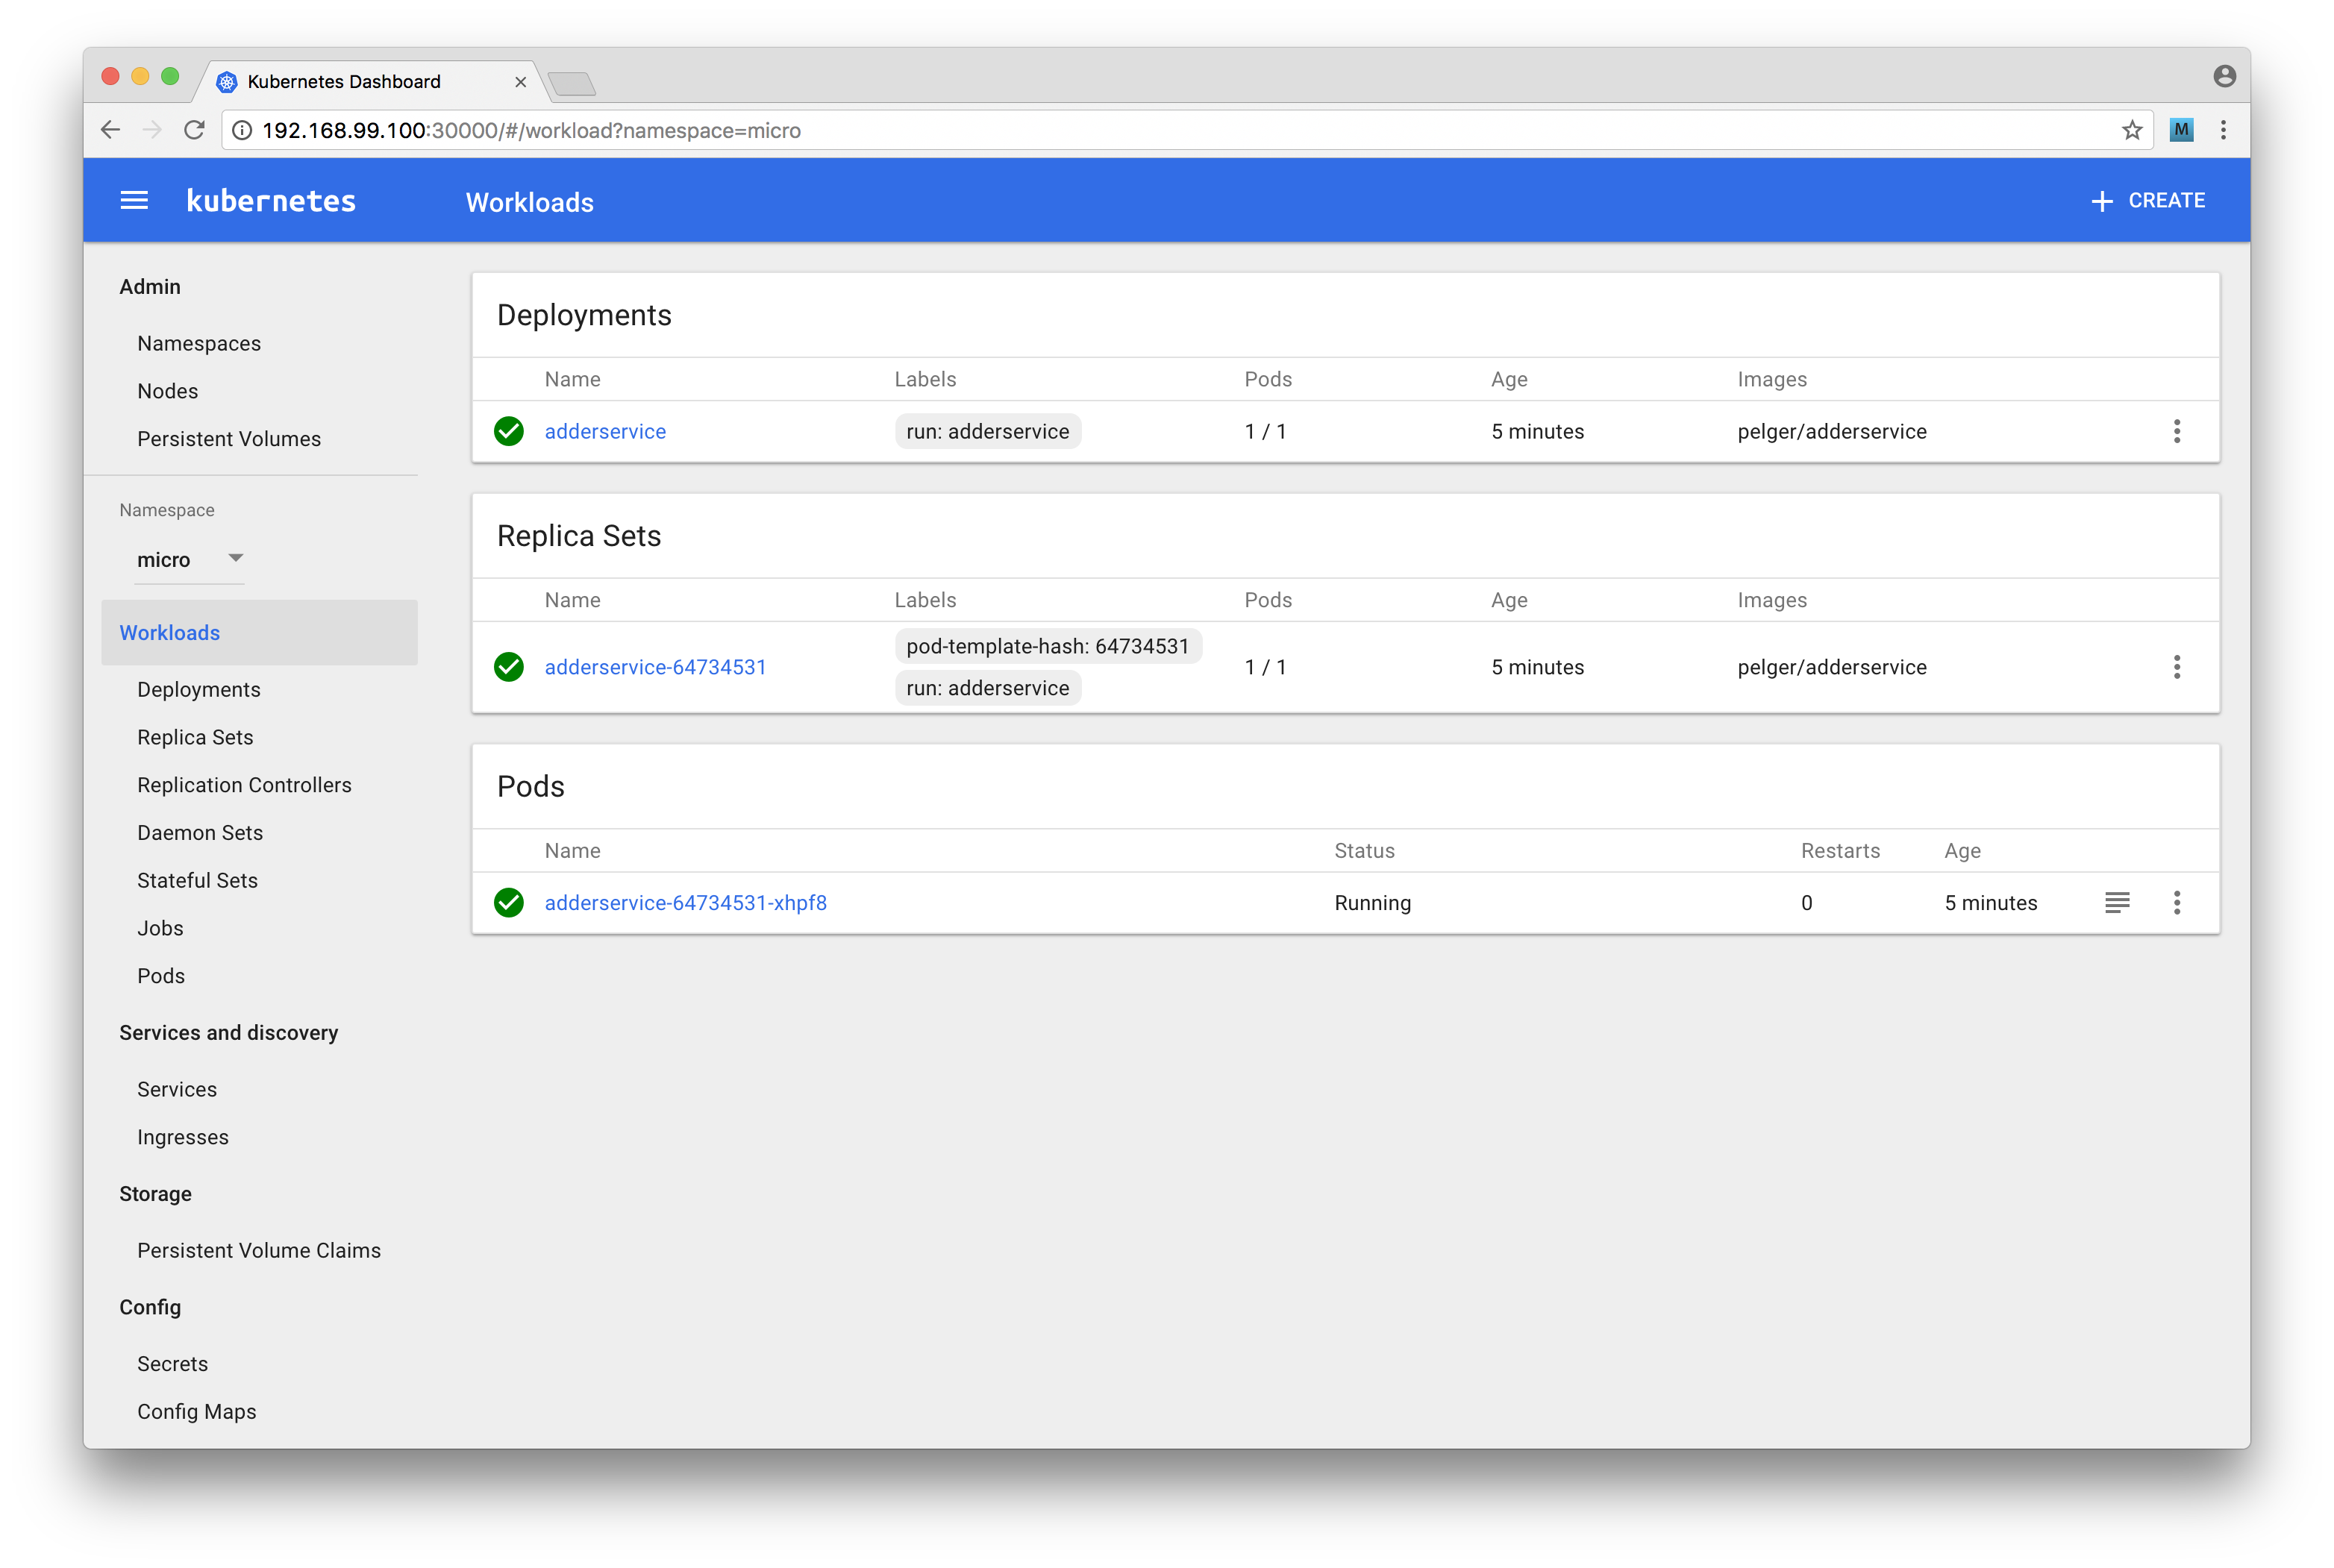 Kubernetes Dashboard
192.168.99.100:30000/#/workload?namespace=micro
M
kubernetes
Workloads
CREATE
Admin
Namespaces
Nodes
Persistent Volumes
Namespace
micro
Workloads
Deployments
Replica Sets
Replication Controllers
Daemon Sets
Stateful Sets
Jobs
Pods
Services and discovery
Services
Ingresses
Storage
Persistent Volume Claims
Config
Secrets
Config Maps
Deployments
Name Labels Pods Age Images
adderservice run: adderservice 1 / 1 5 minutes pelger/adderservice
Replica Sets
Name Labels Pods Age Images
adderservice-64734531 pod-template-hash: 64734531 1 / 1 5 minutes pelger/adderservice
run: adderservice
Pods
Name Status Restarts Age
adderservice-64734531-xhpf8 Running 0 5 minutes